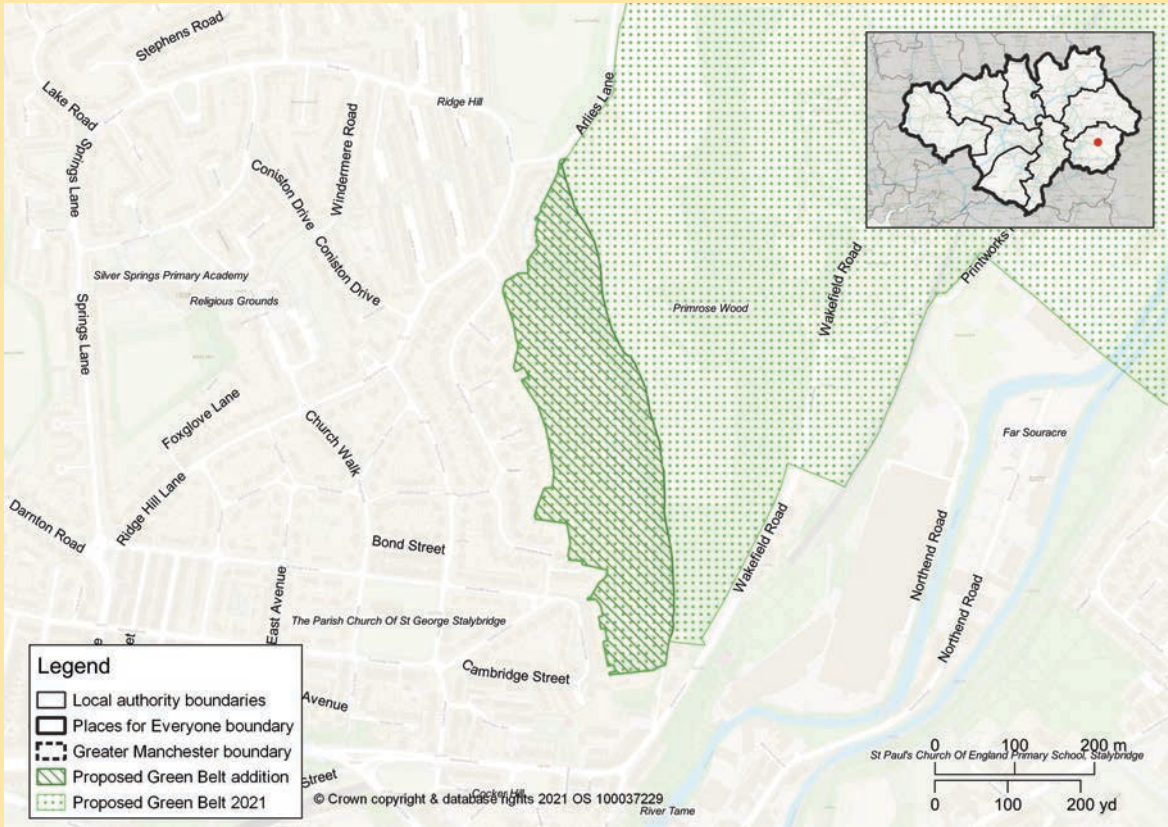 Stephens Road
Lake Road
Springs Lane
Windermere Road
Ridge Hill
Arlies Lane
Coniston Drive
Coniston Drive
Silver Springs Primary Academy
Religious Grounds
Springs Lane
Primrose Wood
Wakefield Road
Printworks
Foxglove Lane
Church Walk
Ridge Hill Lane
Darnton Road
Far Souracre
Bond Street
Wakefield Road
Northend Road
Northend Road
East Avenue
The Parish Church Of St George Stalybridge
Cambridge Street
Avenue
Street
Cocker Hill
River Tame
Legend
Local authority boundaries
Places for Everyone boundary
Greater Manchester boundary
Proposed Green Belt addition
Proposed Green Belt 2021
© Crown copyright & database rights 2021 OS 100037229
0 100 200 m
St Paul's Church Of England Primary School, Stalybridge
0 100 200 yd